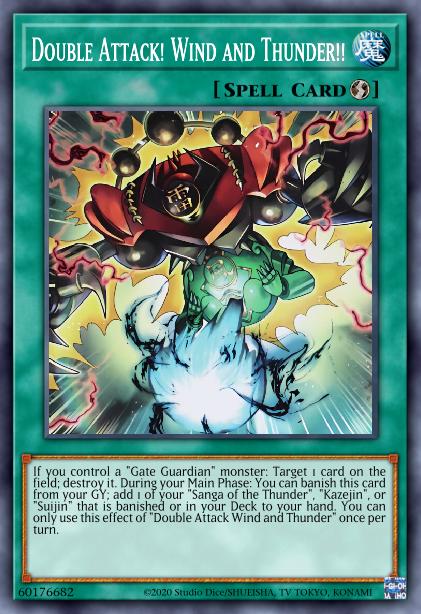 DOUBLE ATTACK! WIND AND THUNDER!!
SPELL
魔
[SPELL CARD]
雷
If you control a "Gate Guardian" monster: Target 1 card on the
field; destroy it. During your Main Phase: You can banish this card
from your GY; add 1 of your "Sanga of the Thunder", "Kazejin", or
"Suijin" that is banished or in your Deck to your hand. You can
only use this effect of "Double Attack Wind and Thunder" once per
turn.
60176682
©2020 Studio Dice/SHUEISHA, TV TOKYO, KONAMI